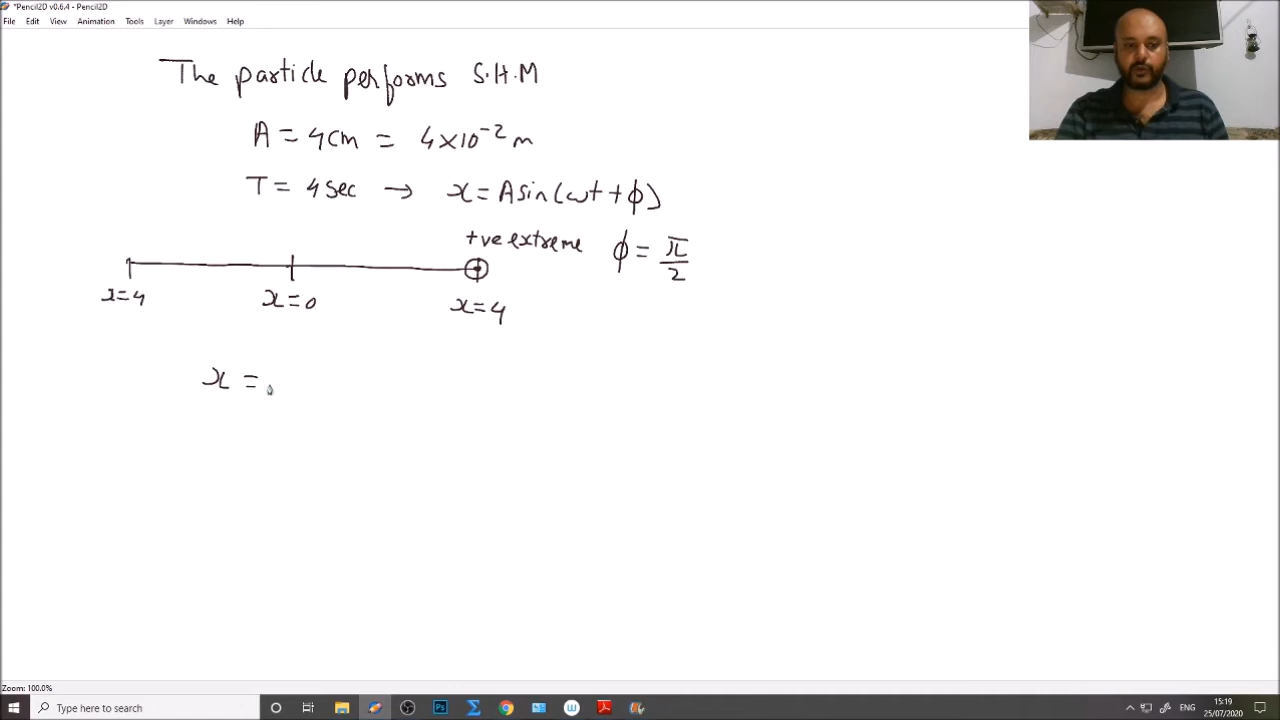 *Pencil2D v0.6.4 - Pencil2D
File Edit View Animation Tools Layer Windows Help
The particle performs S.H.M
A = 4cm = 4×10⁻² m
T = 4 sec → x = A sin(ωt + ϕ)
+ve extreme ϕ = π/2
x=4 x=0 x=4
x =
Zoom: 100.0%
Type here to search
15:19
25/07/2020